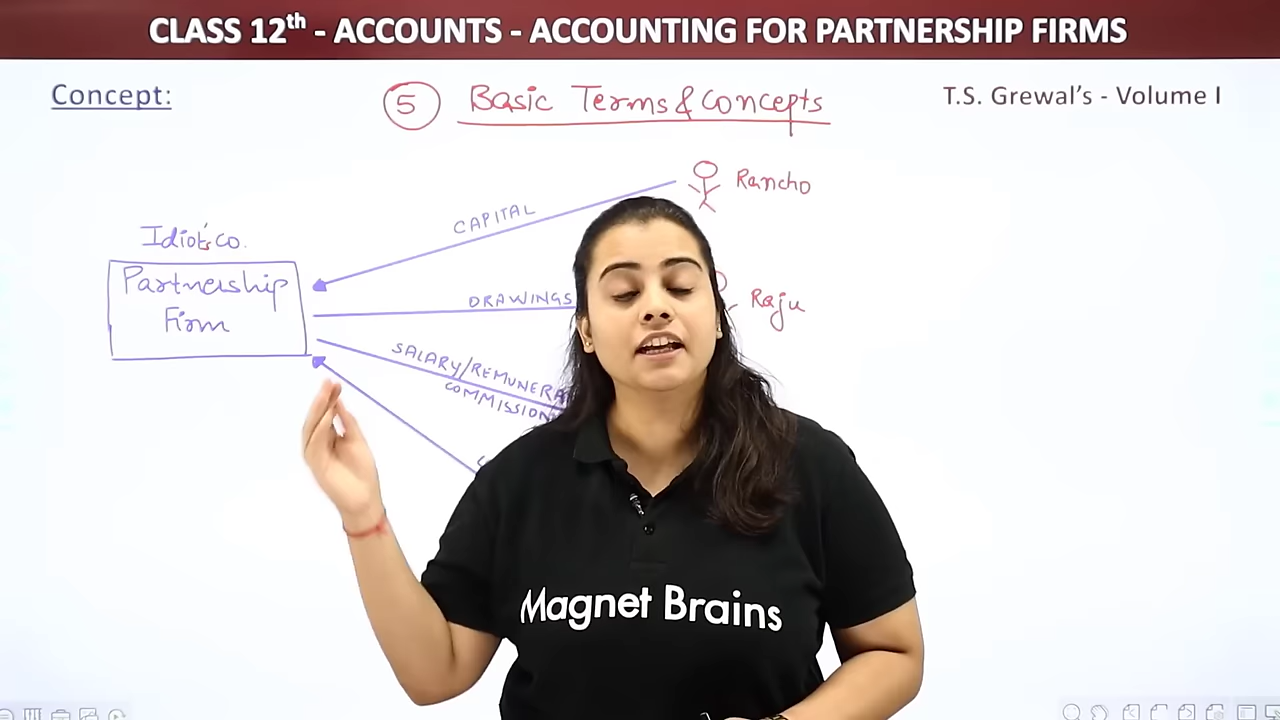 CLASS 12th - ACCOUNTS - ACCOUNTING FOR PARTNERSHIP FIRMS
Concept:
5 Basic Terms & Concepts
T.S. Grewal's - Volume I
Rancho
CAPITAL
Idiot's co.
Partnership
Firm
DRAWINGS
Raju
SALARY/REMUNERA
COMMISSION
Magnet Brains